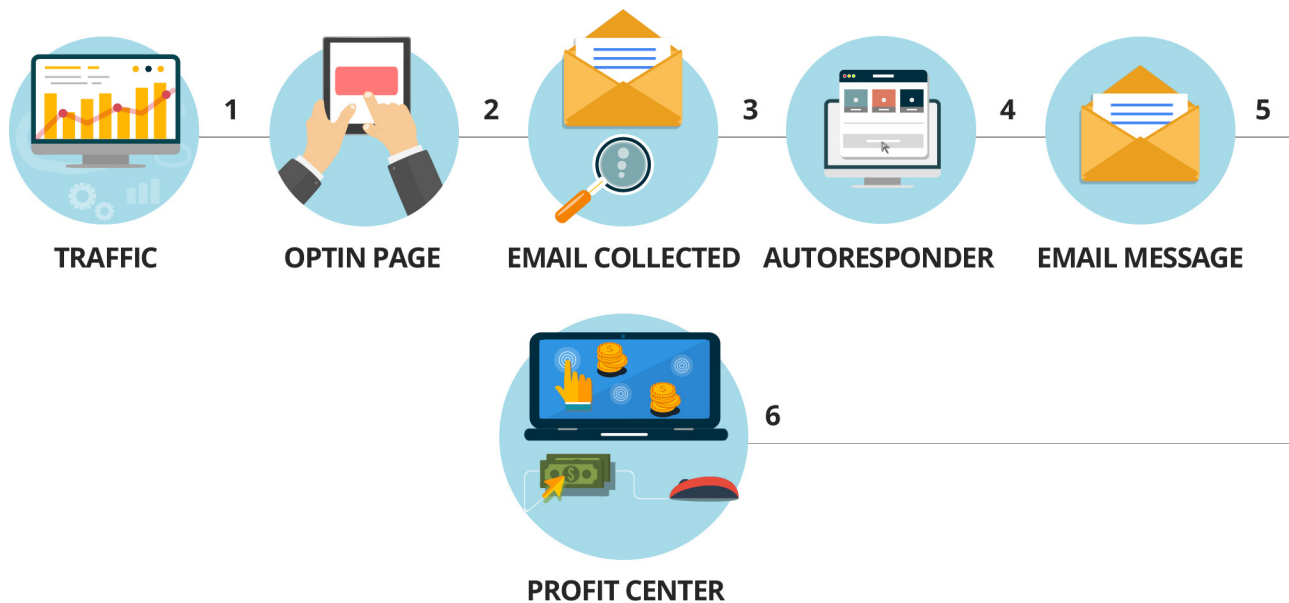 1
2
3
4
5
TRAFFIC
OPTIN PAGE
EMAIL COLLECTED
AUTORESPONDER
EMAIL MESSAGE
6
PROFIT CENTER